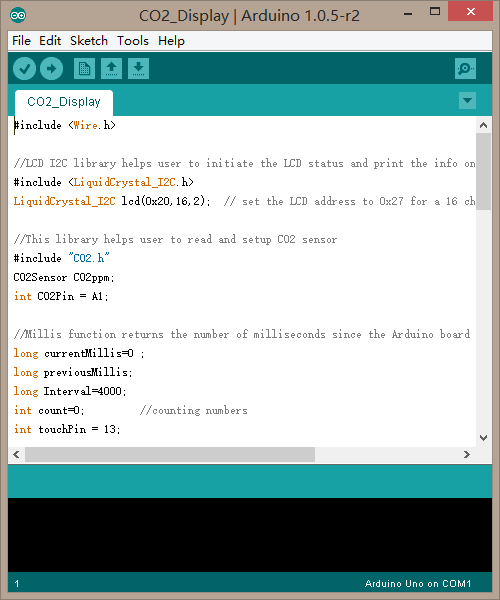 CO2_Display | Arduino 1.0.5-r2
File Edit Sketch Tools Help
CO2_Display
#include <Wire.h>
//LCD I2C library helps user to initiate the LCD status and print the info on
#include <LiquidCrystal_I2C.h>
LiquidCrystal_I2C lcd(0x20,16,2);  // set the LCD address to 0x27 for a 16 ch
//This library helps user to read and setup CO2 sensor
#include "CO2.h"
CO2Sensor CO2ppm;
int CO2Pin = A1;
//Millis function returns the number of milliseconds since the Arduino board
long currentMillis=0 ;
long previousMillis;
long Interval=4000;
int count=0;         //counting numbers
int touchPin = 13;
1 Arduino Uno on COM1